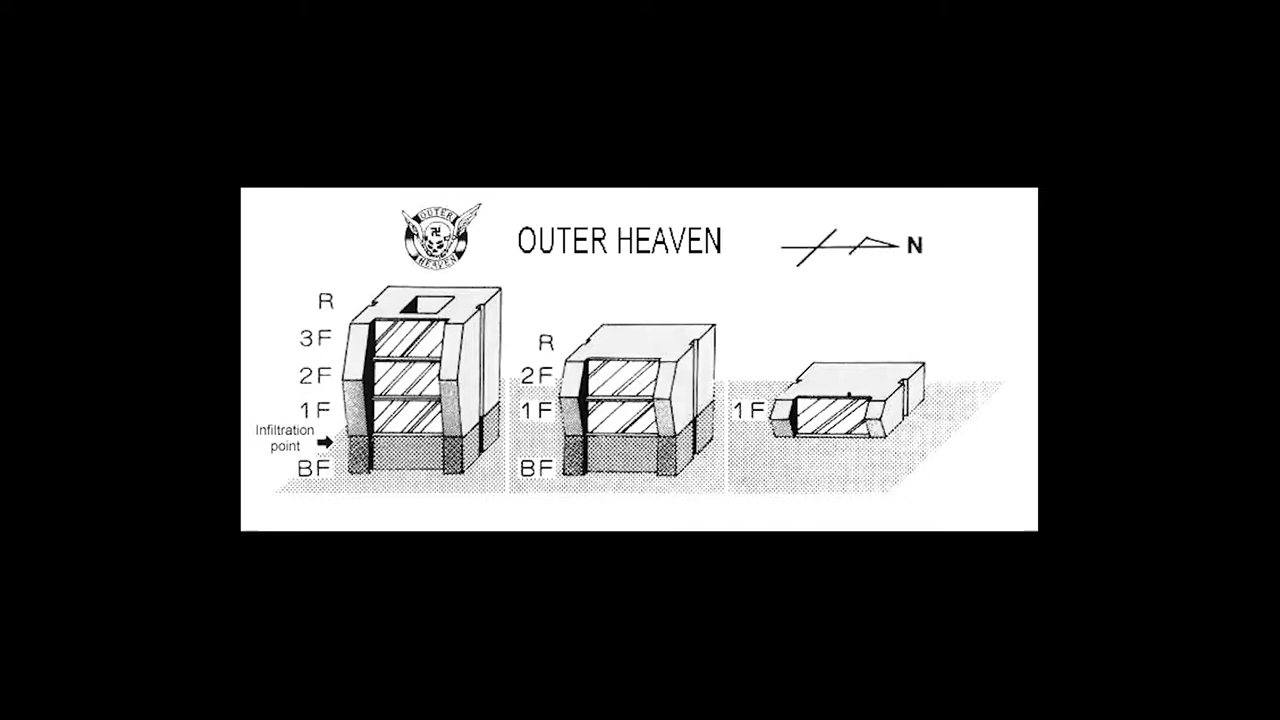 OUTER
HEAVEN
OUTER HEAVEN
N
R
3F
2F
1F
Infiltration
point
BF
R
2F
1F
BF
1F